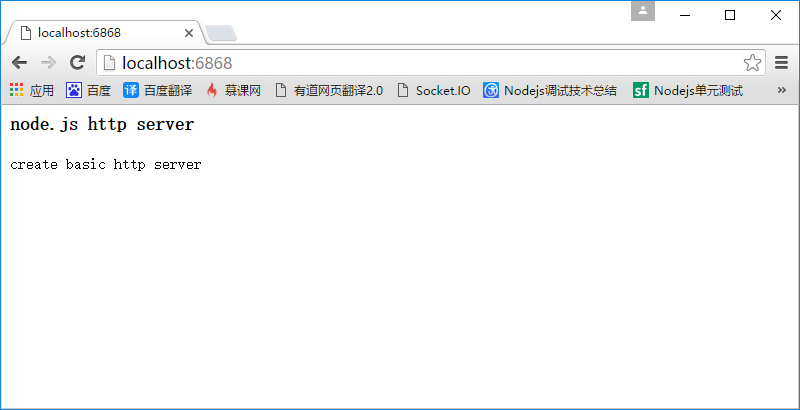 localhost:6868
localhost:6868
应用 百度 译 百度翻译 慕课网 有道网页翻译2.0 Socket.IO Nodejs调试技术总结 sf Nodejs单元测试 »
node.js http server
create basic http server